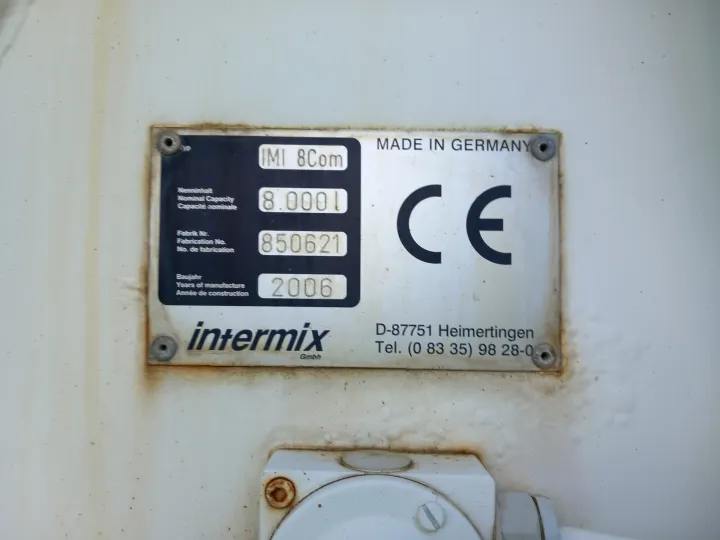 IMI 8Com
Nenninhalt
Nominal Capacity
Capacité nominale
8.000l
Fabrik Nr.
Fabrication No.
No. de fabrication
850621
Baujahr
Years of manufacture
Année de construction
2006
intermix
Gmbh
MADE IN GERMANY
CE
D-87751 Heimertingen
Tel. (0 83 35) 98 28-0